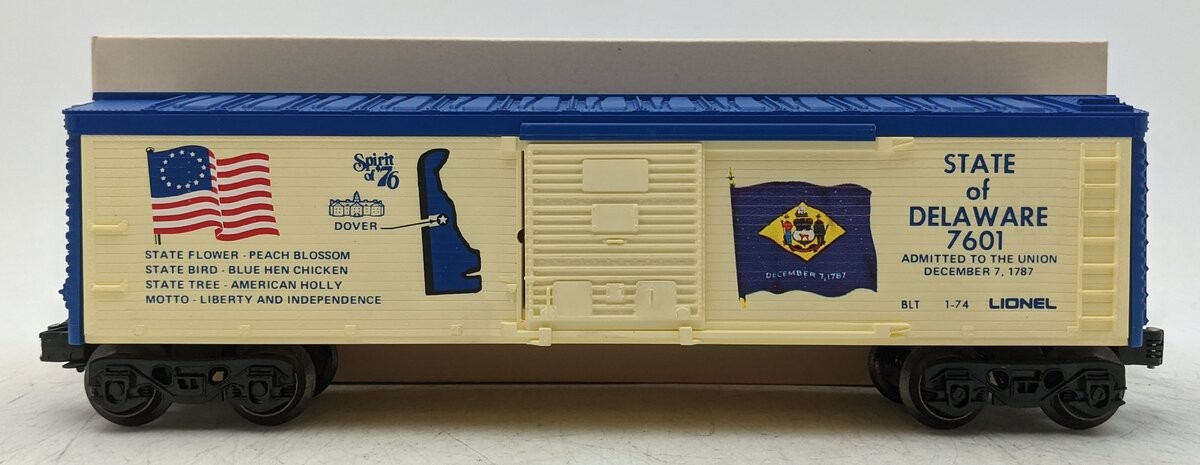 Spirit
of '76
DOVER
STATE FLOWER - PEACH BLOSSOM
STATE BIRD - BLUE HEN CHICKEN
STATE TREE - AMERICAN HOLLY
MOTTO - LIBERTY AND INDEPENDENCE
DECEMBER 7, 1787
STATE
of
DELAWARE
7601
ADMITTED TO THE UNION
DECEMBER 7, 1787
BLT 1-74 LIONEL